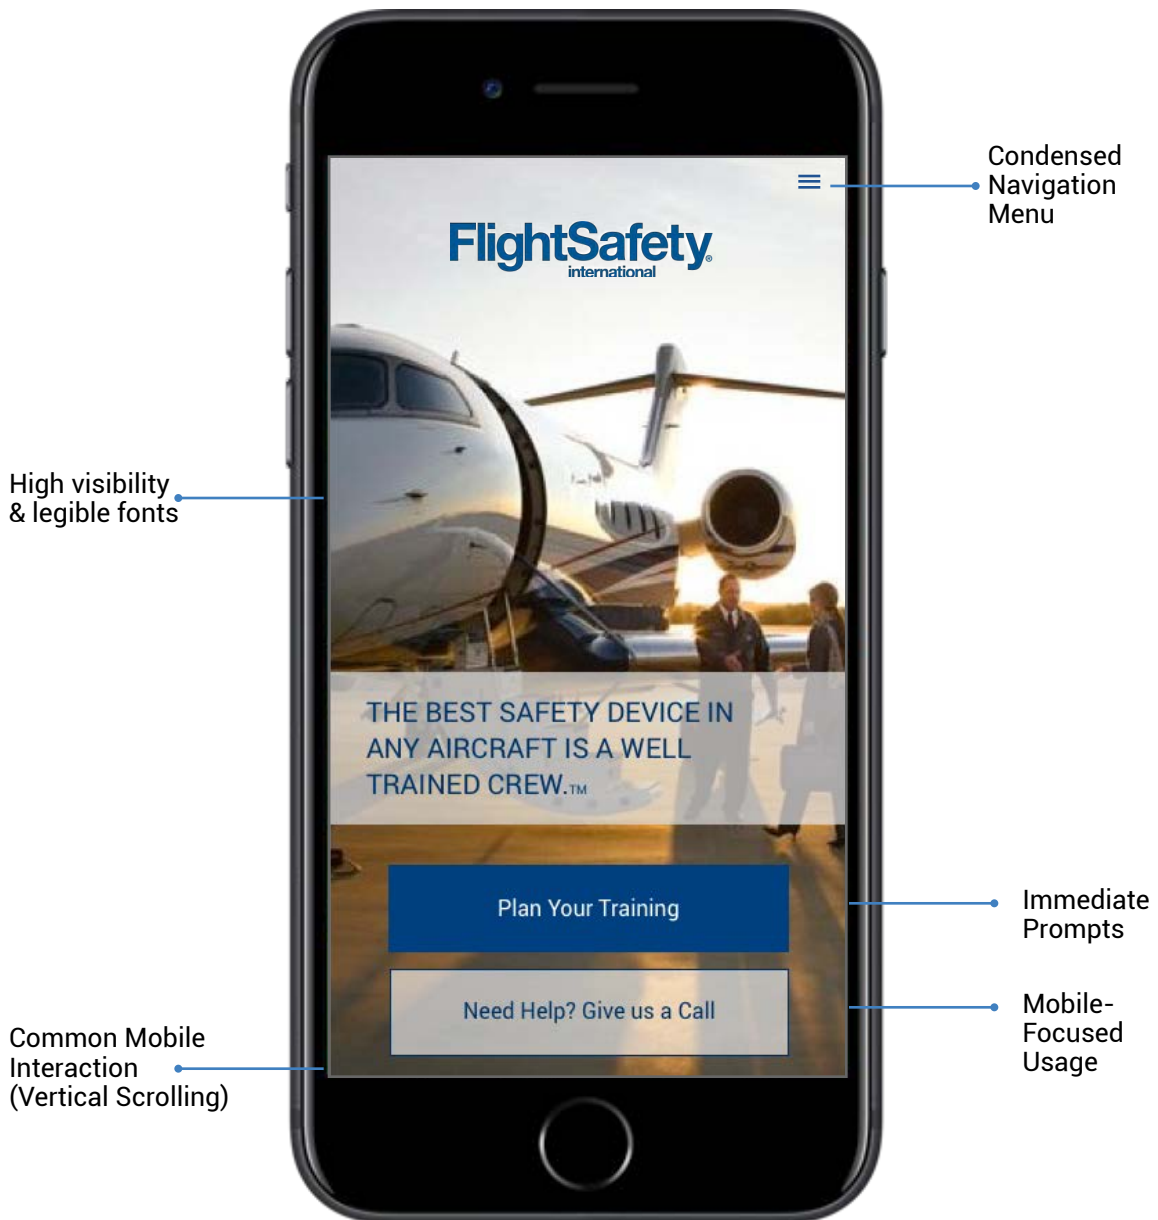 Condensed
Navigation
Menu
FlightSafety®
international
High visibility
& legible fonts
THE BEST SAFETY DEVICE IN
ANY AIRCRAFT IS A WELL
TRAINED CREW.™
Plan Your Training
Immediate
Prompts
Need Help? Give us a Call
Mobile-
Focused
Usage
Common Mobile
Interaction
(Vertical Scrolling)